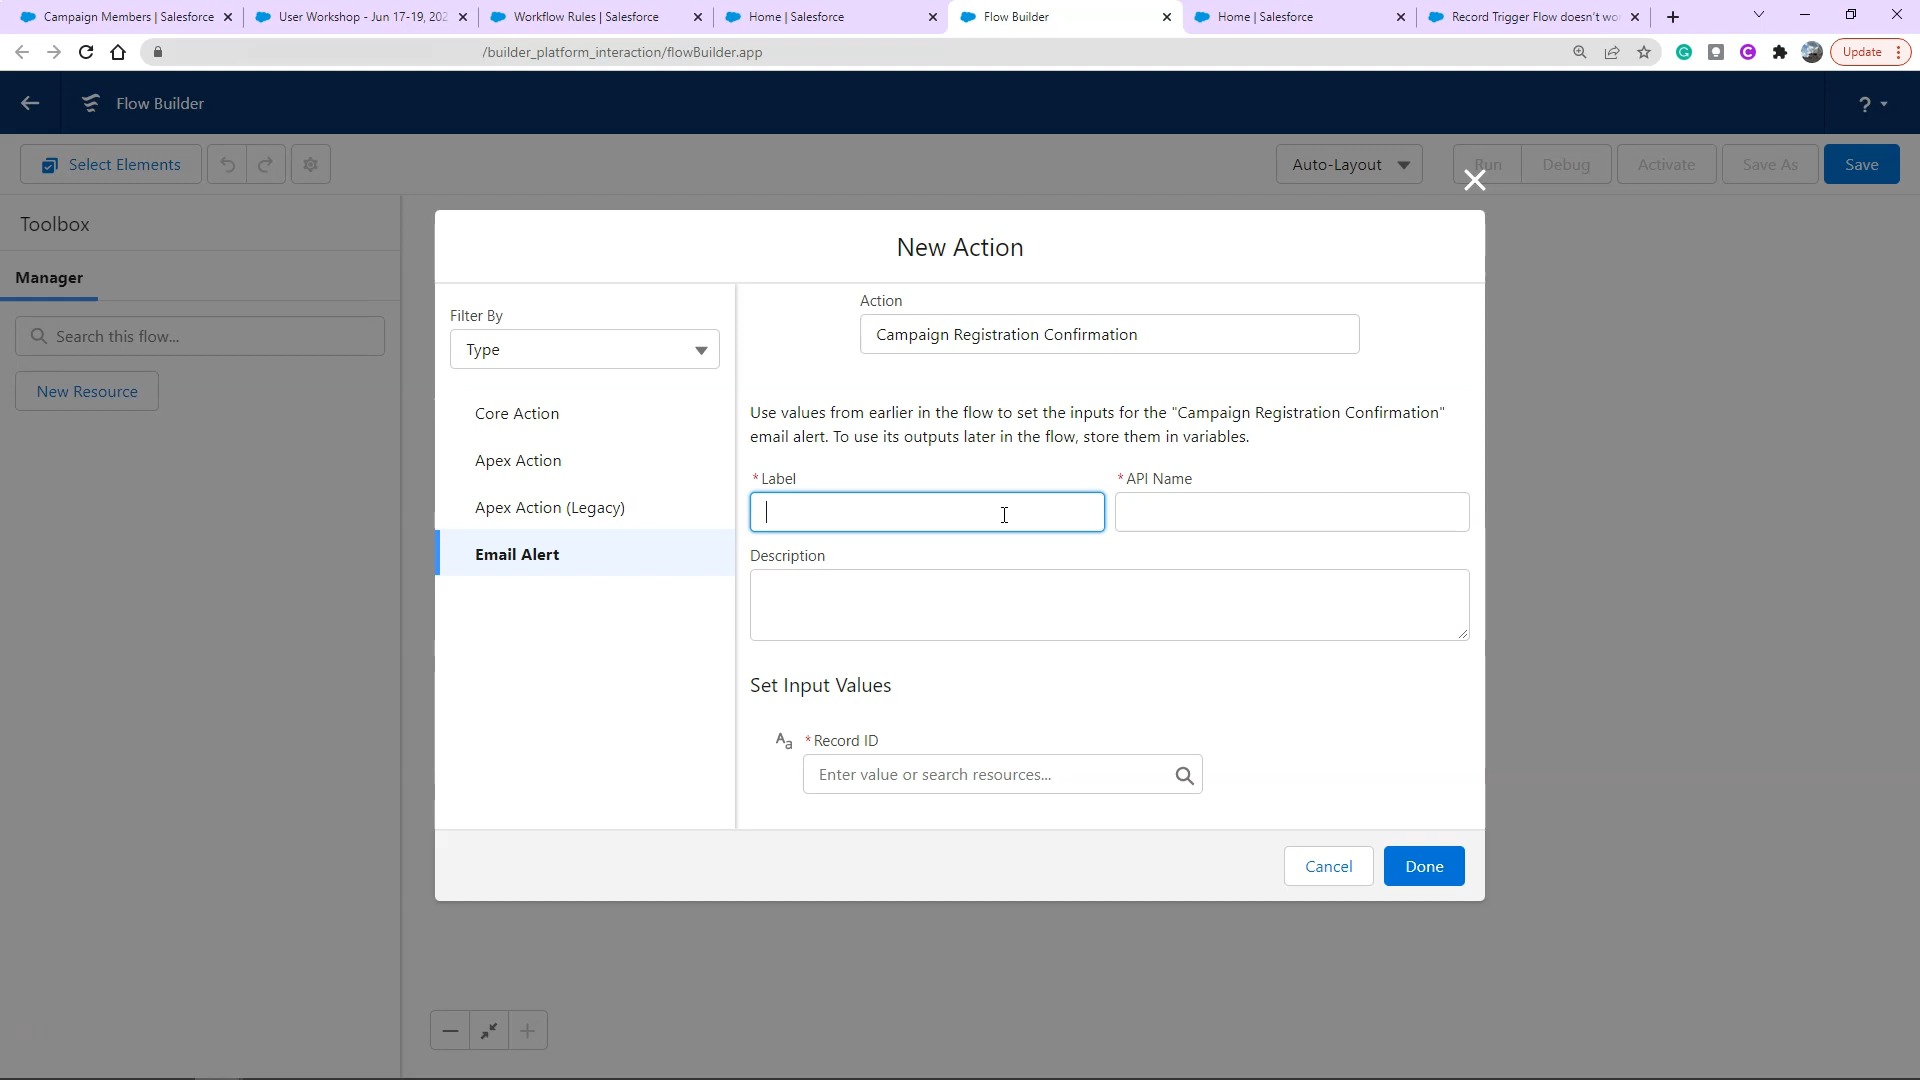 Campaign Members | Salesforce
User Workshop - Jun 17-19, 202
Workflow Rules | Salesforce
Home | Salesforce
Flow Builder
Home | Salesforce
Record Trigger Flow doesn't wor
/builder_platform_interaction/flowBuilder.app
Update
Flow Builder
?
Select Elements
Auto-Layout
Run
Debug
Activate
Save As
Save
Toolbox
Manager
Search this flow...
New Resource
New Action
Filter By
Type
Core Action
Apex Action
Apex Action (Legacy)
Email Alert
Action
Campaign Registration Confirmation
Use values from earlier in the flow to set the inputs for the "Campaign Registration Confirmation"
email alert. To use its outputs later in the flow, store them in variables.
* Label
* API Name
Description
Set Input Values
Aa * Record ID
Enter value or search resources...
Cancel
Done